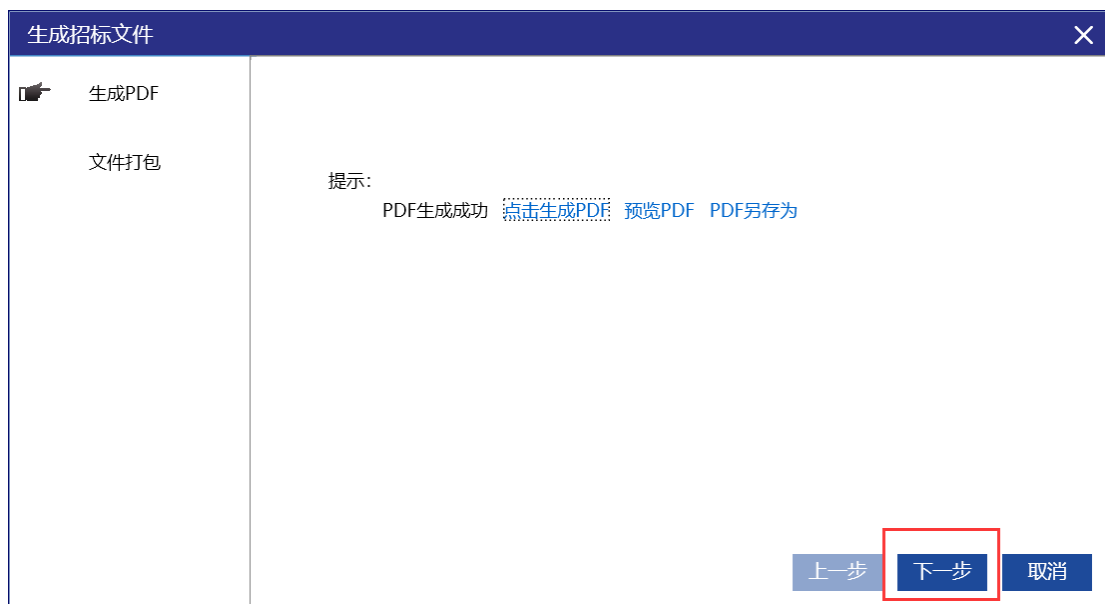 生成招标文件
生成PDF
文件打包
提示：
PDF生成成功 点击生成PDF 预览PDF PDF另存为
上一步 下一步 取消